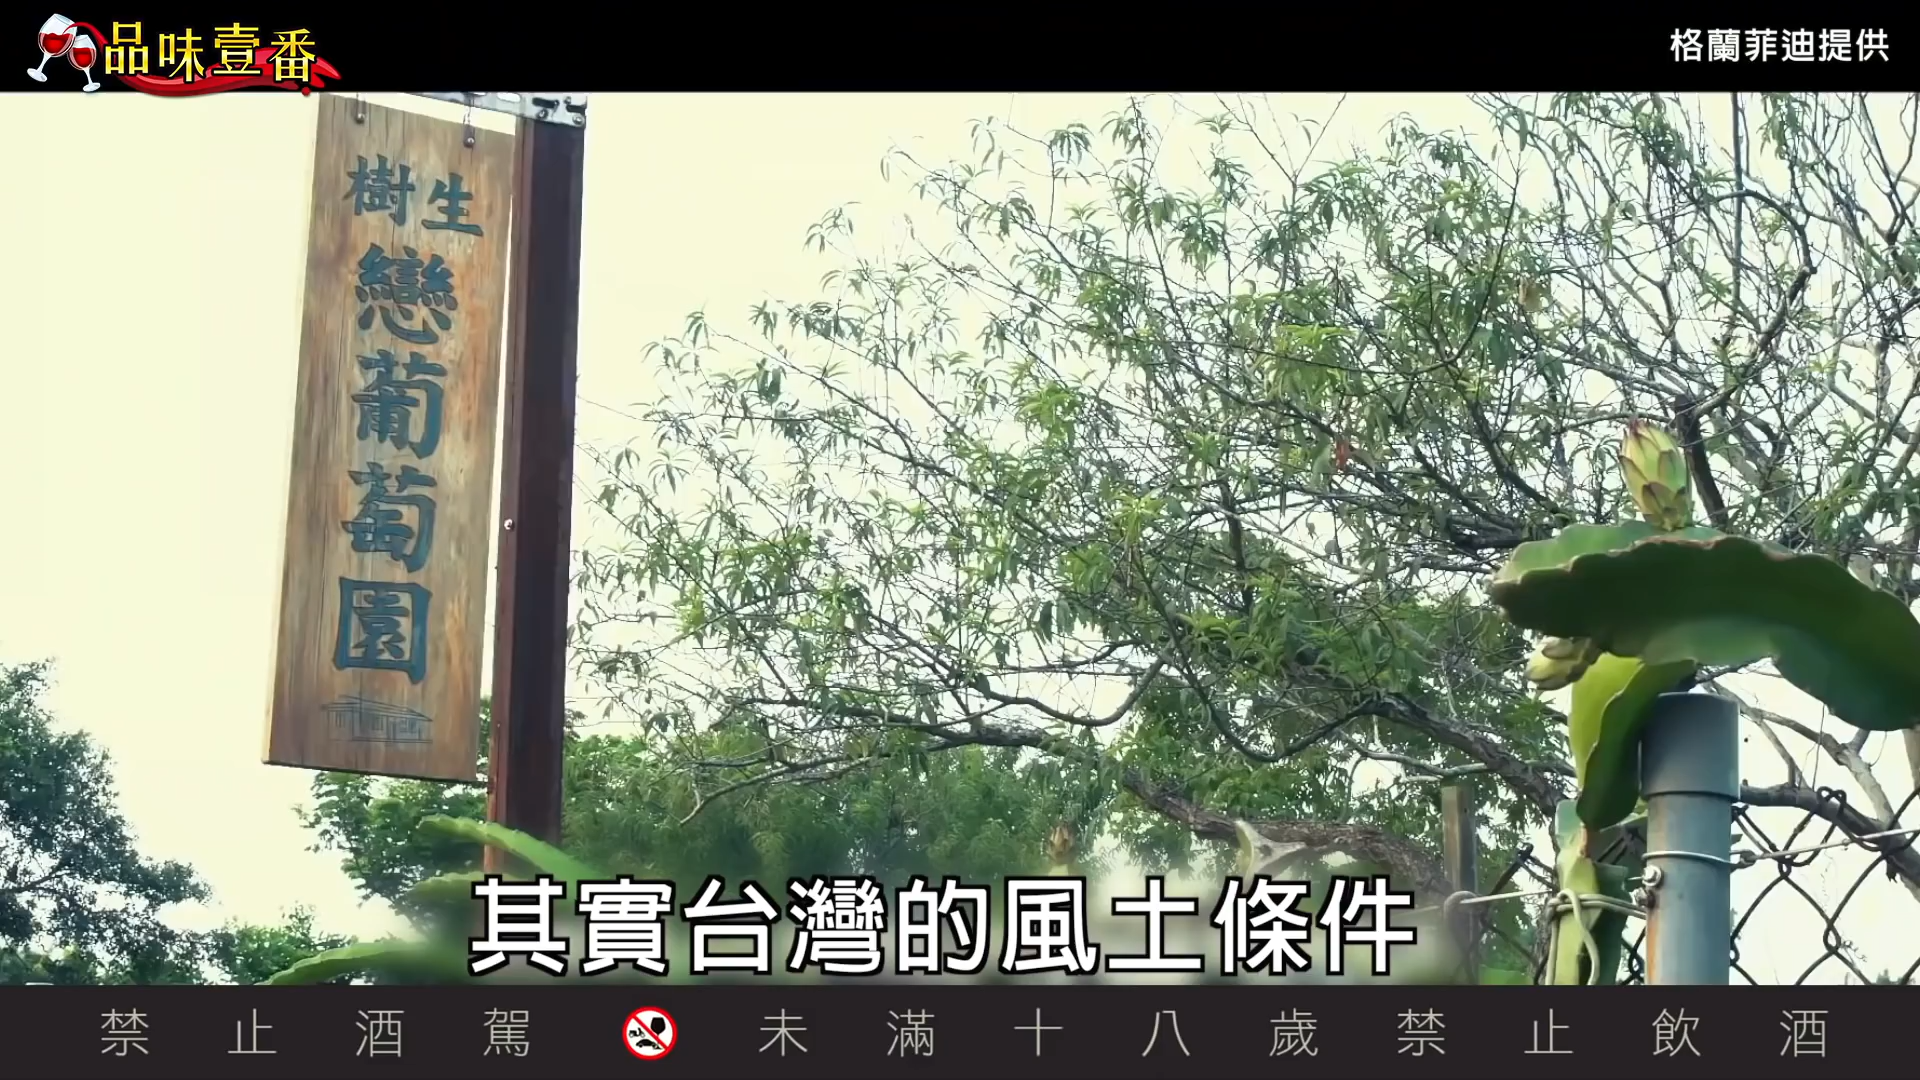 品味壹番
格蘭菲迪提供
樹生
戀葡萄園
其實台灣的風土條件
禁止酒駕 未滿十八歲禁止飲酒